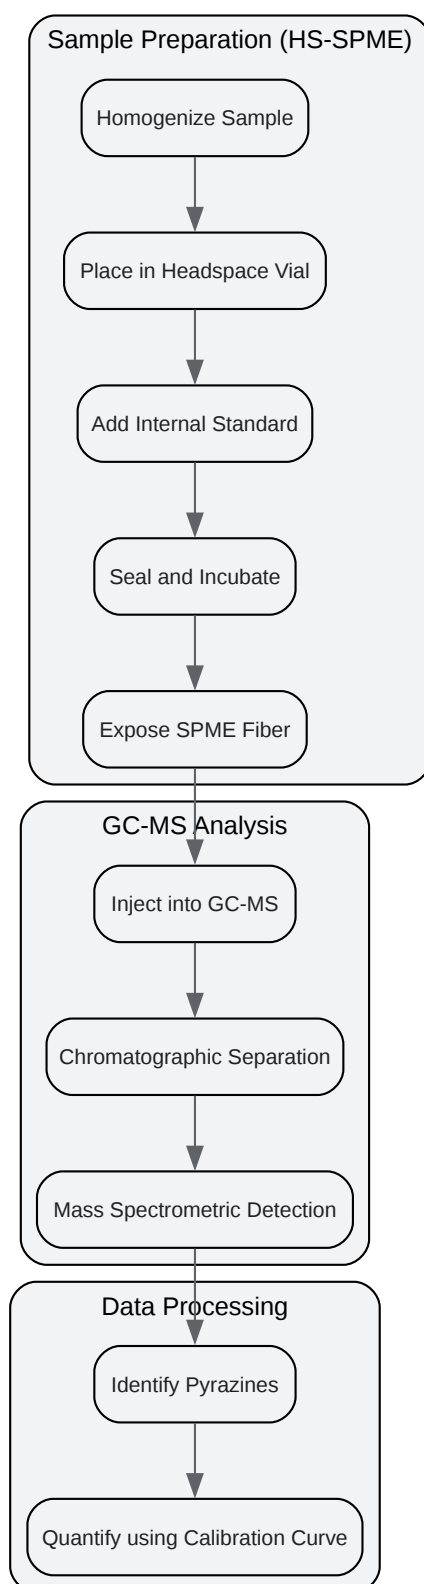 Sample Preparation (HS-SPME)
Homogenize Sample
Place in Headspace Vial
Add Internal Standard
Seal and Incubate
Expose SPME Fiber
GC-MS Analysis
Inject into GC-MS
Chromatographic Separation
Mass Spectrometric Detection
Data Processing
Identify Pyrazines
Quantify using Calibration Curve